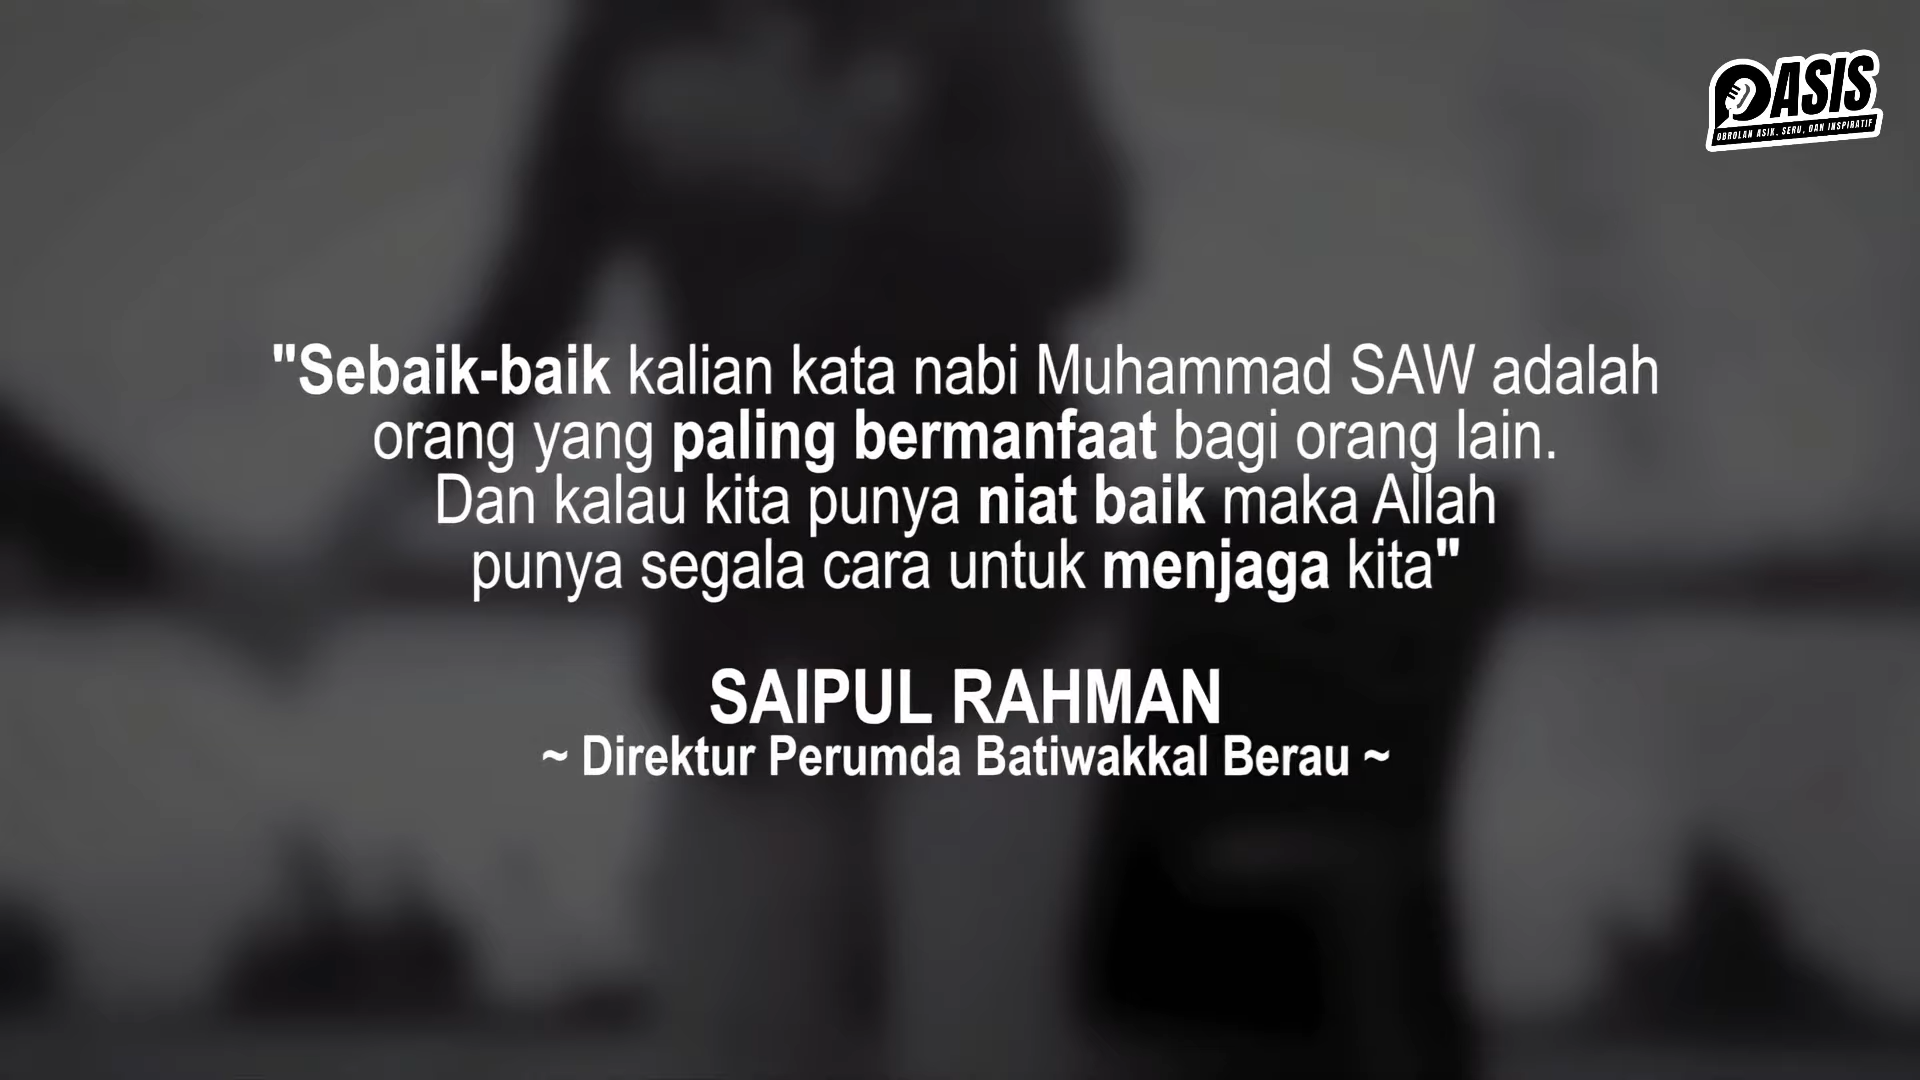 OASIS
OBROLAN ASIK, SERU, DAN INSPIRATIF
"Sebaik-baik kalian kata nabi Muhammad SAW adalah
orang yang paling bermanfaat bagi orang lain.
Dan kalau kita punya niat baik maka Allah
punya segala cara untuk menjaga kita"
SAIPUL RAHMAN
~ Direktur Perumda Batiwakkal Berau ~